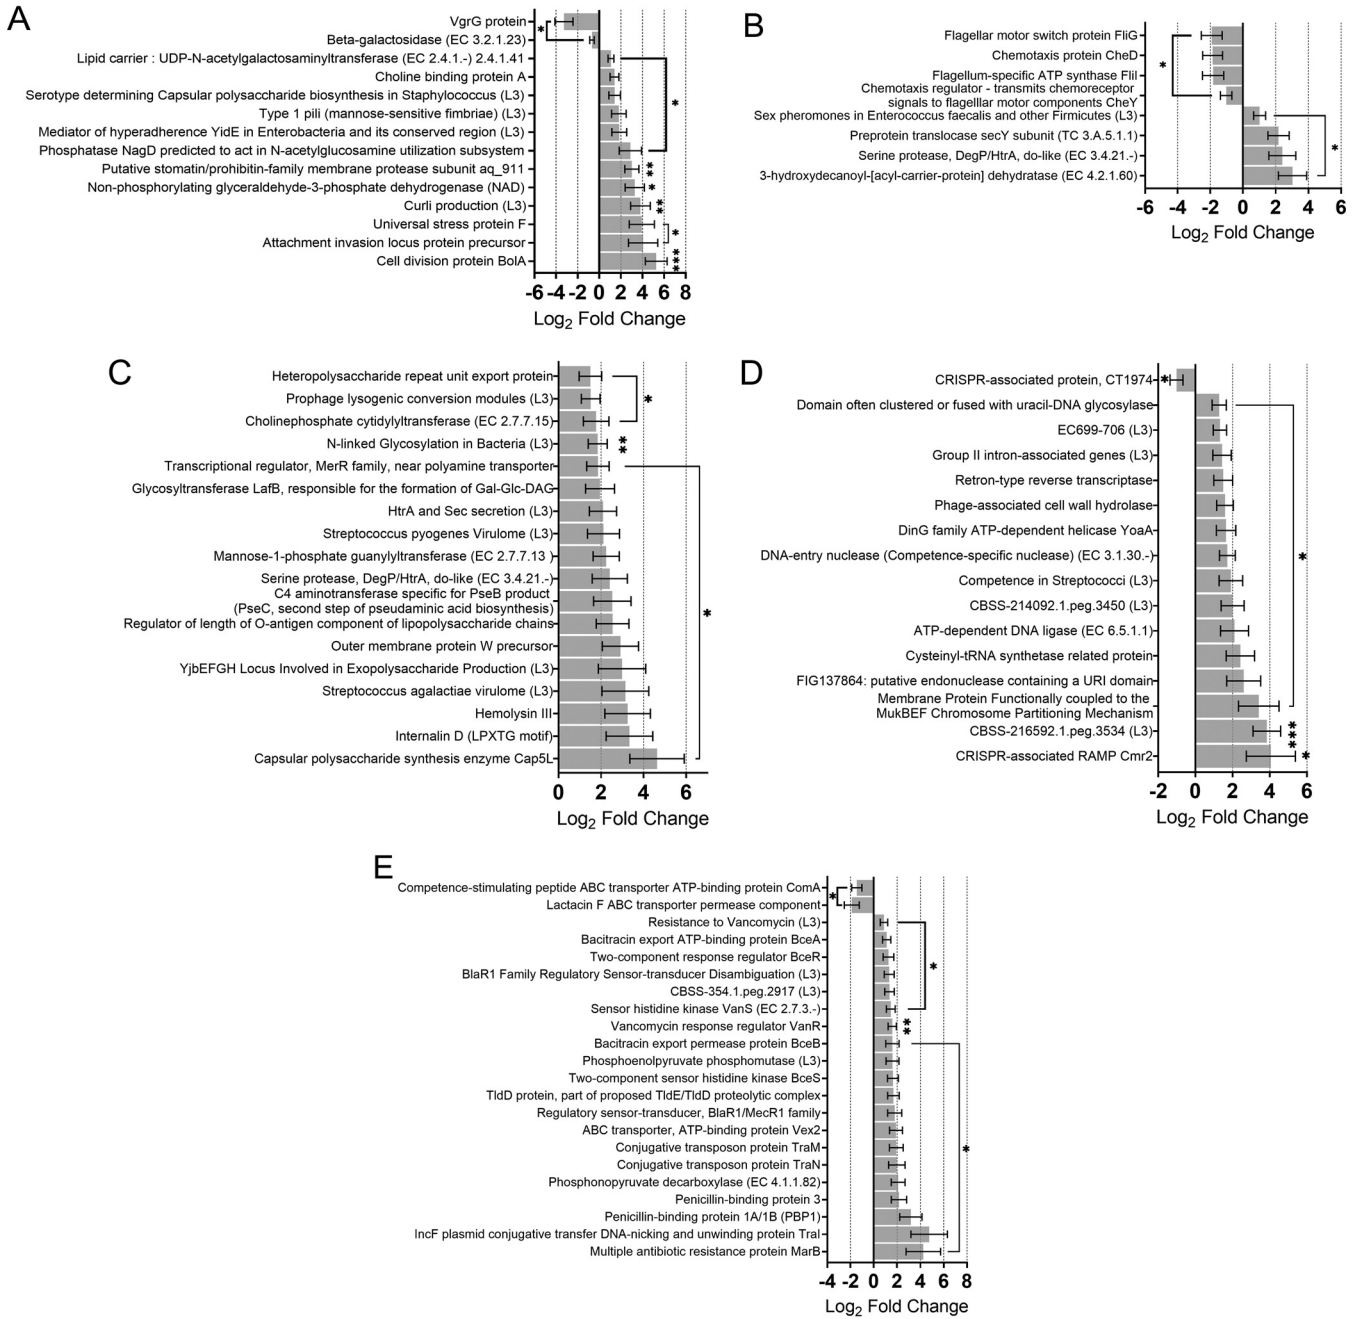 A
VgrG protein
Beta-galactosidase (EC 3.2.1.23)
Lipid carrier : UDP-N-acetylgalactosaminyltransferase (EC 2.4.1.-) 2.4.1.41
Choline binding protein A
Serotype determining Capsular polysaccharide biosynthesis in Staphylococcus (L3)
Type 1 pili (mannose-sensitive fimbriae) (L3)
Mediator of hyperadherence YidE in Enterobacteria and its conserved region (L3)
Phosphatase NagD predicted to act in N-acetylglucosamine utilization subsystem
Putative stomatin/prohibitin-family membrane protease subunit aq_911
Non-phosphorylating glyceraldehyde-3-phosphate dehydrogenase (NAD)
Curli production (L3)
Universal stress protein F
Attachment invasion locus protein precursor
Cell division protein BolA
* * ** * ** * ***
-6 -4 -2 0 2 4 6 8
Log2 Fold Change
B
Flagellar motor switch protein FliG
Chemotaxis protein CheD
Flagellum-specific ATP synthase FliI
Chemotaxis regulator - transmits chemoreceptor
signals to flagelllar motor components CheY
Sex pheromones in Enterococcus faecalis and other Firmicutes (L3)
Preprotein translocase secY subunit (TC 3.A.5.1.1)
Serine protease, DegP/HtrA, do-like (EC 3.4.21.-)
3-hydroxydecanoyl-[acyl-carrier-protein] dehydratase (EC 4.2.1.60)
* *
-6 -4 -2 0 2 4 6
Log2 Fold Change
C
Heteropolysaccharide repeat unit export protein
Prophage lysogenic conversion modules (L3)
Cholinephosphate cytidylyltransferase (EC 2.7.7.15)
N-linked Glycosylation in Bacteria (L3)
Transcriptional regulator, MerR family, near polyamine transporter
Glycosyltransferase LafB, responsible for the formation of Gal-Glc-DAG
HtrA and Sec secretion (L3)
Streptococcus pyogenes Virulome (L3)
Mannose-1-phosphate guanylyltransferase (EC 2.7.7.13 )
Serine protease, DegP/HtrA, do-like (EC 3.4.21.-)
C4 aminotransferase specific for PseB product
(PseC, second step of pseudaminic acid biosynthesis)
Regulator of length of O-antigen component of lipopolysaccharide chains
Outer membrane protein W precursor
YjbEFGH Locus Involved in Exopolysaccharide Production (L3)
Streptococcus agalactiae virulome (L3)
Hemolysin III
Internalin D (LPXTG motif)
Capsular polysaccharide synthesis enzyme Cap5L
* ** *
0 2 4 6
Log2 Fold Change
D
CRISPR-associated protein, CT1974
Domain often clustered or fused with uracil-DNA glycosylase
EC699-706 (L3)
Group II intron-associated genes (L3)
Retron-type reverse transcriptase
Phage-associated cell wall hydrolase
DinG family ATP-dependent helicase YoaA
DNA-entry nuclease (Competence-specific nuclease) (EC 3.1.30.-)
Competence in Streptococci (L3)
CBSS-214092.1.peg.3450 (L3)
ATP-dependent DNA ligase (EC 6.5.1.1)
Cysteinyl-tRNA synthetase related protein
FIG137864: putative endonuclease containing a URI domain
Membrane Protein Functionally coupled to the
MukBEF Chromosome Partitioning Mechanism
CBSS-216592.1.peg.3534 (L3)
CRISPR-associated RAMP Cmr2
* * *** *
-2 0 2 4 6
Log2 Fold Change
E
Competence-stimulating peptide ABC transporter ATP-binding protein ComA
Lactacin F ABC transporter permease component
Resistance to Vancomycin (L3)
Bacitracin export ATP-binding protein BceA
Two-component response regulator BceR
BlaR1 Family Regulatory Sensor-transducer Disambiguation (L3)
CBSS-354.1.peg.2917 (L3)
Sensor histidine kinase VanS (EC 2.7.3.-)
Vancomycin response regulator VanR
Bacitracin export permease protein BceB
Phosphoenolpyruvate phosphomutase (L3)
Two-component sensor histidine kinase BceS
TldD protein, part of proposed TldE/TldD proteolytic complex
Regulatory sensor-transducer, BlaR1/MecR1 family
ABC transporter, ATP-binding protein Vex2
Conjugative transposon protein TraM
Conjugative transposon protein TraN
Phosphonopyruvate decarboxylase (EC 4.1.1.82)
Penicillin-binding protein 3
Penicillin-binding protein 1A/1B (PBP1)
IncF plasmid conjugative transfer DNA-nicking and unwinding protein TraI
Multiple antibiotic resistance protein MarB
* * ** *
-4 -2 0 2 4 6 8
Log2 Fold Change